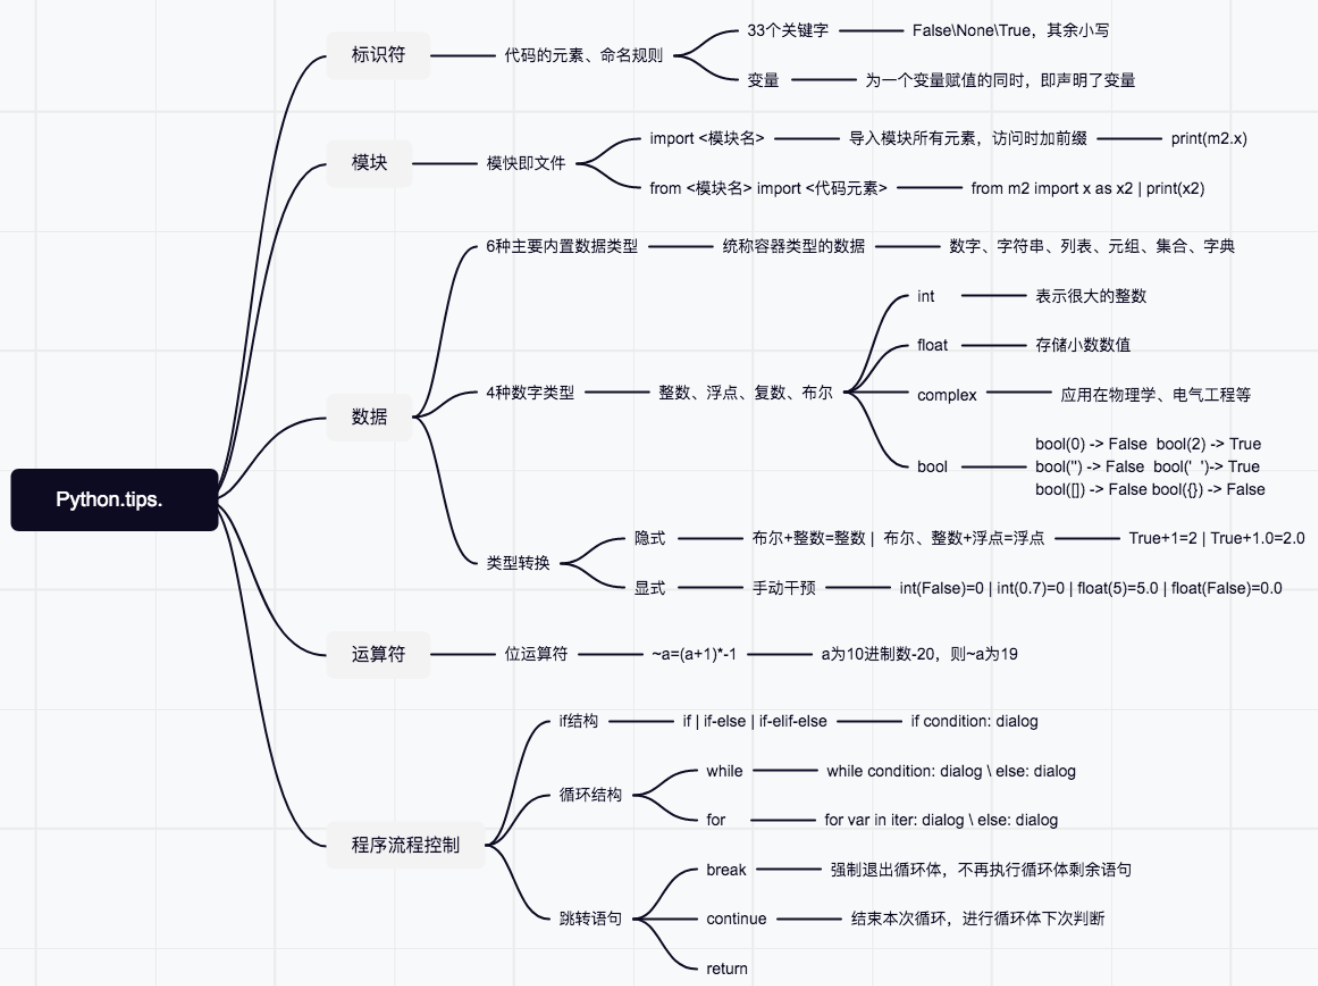 Python.tips.
标识符
代码的元素、命名规则
33个关键字
False\None\True，其余小写
变量
为一个变量赋值的同时，即声明了变量
模块
模快即文件
import <模块名>
导入模块所有元素，访问时加前缀
print(m2.x)
from <模块名> import <代码元素>
from m2 import x as x2 | print(x2)
数据
6种主要内置数据类型
统称容器类型的数据
数字、字符串、列表、元组、集合、字典
4种数字类型
整数、浮点、复数、布尔
int
表示很大的整数
float
存储小数数值
complex
应用在物理学、电气工程等
bool
bool(0) -> False  bool(2) -> True
bool('') -> False  bool('  ')-> True
bool([]) -> False bool({}) -> False
类型转换
隐式
布尔+整数=整数 |  布尔、整数+浮点=浮点
True+1=2 | True+1.0=2.0
显式
手动干预
int(False)=0 | int(0.7)=0 | float(5)=5.0 | float(False)=0.0
运算符
位运算符
~a=(a+1)*-1
a为10进制数-20，则~a为19
程序流程控制
if结构
if | if-else | if-elif-else
if condition: dialog
循环结构
while
while condition: dialog \ else: dialog
for
for var in iter: dialog \ else: dialog
跳转语句
break
强制退出循环体，不再执行循环体剩余语句
continue
结束本次循环，进行循环体下次判断
return